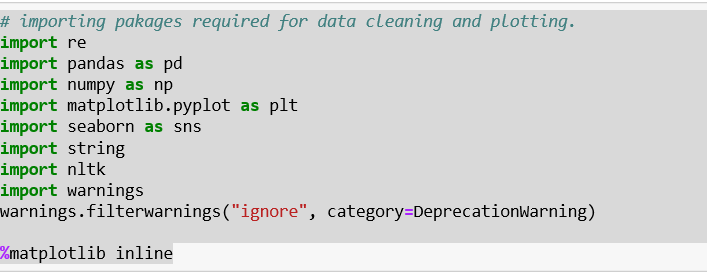 # importing pakages required for data cleaning and plotting.
import re
import pandas as pd
import numpy as np
import matplotlib.pyplot as plt
import seaborn as sns
import string
import nltk
import warnings
warnings.filterwarnings("ignore", category=DeprecationWarning)
%matplotlib inline